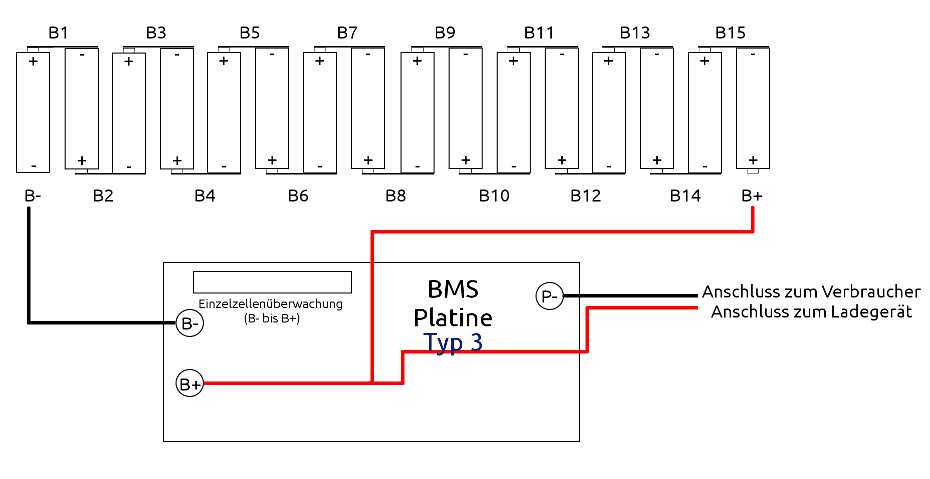 B1 B3 B5 B7 B9 B11 B13 B15
+ - + - + - + - + - + - + - + -
- + - + - + - + - + - + - + - +
B- B2 B4 B6 B8 B10 B12 B14 B+
BMS
Platine
Typ 3
Einzelzellenüberwachung
(B- bis B+)
B-
B+
P-
Anschluss zum Verbraucher
Anschluss zum Ladegerät